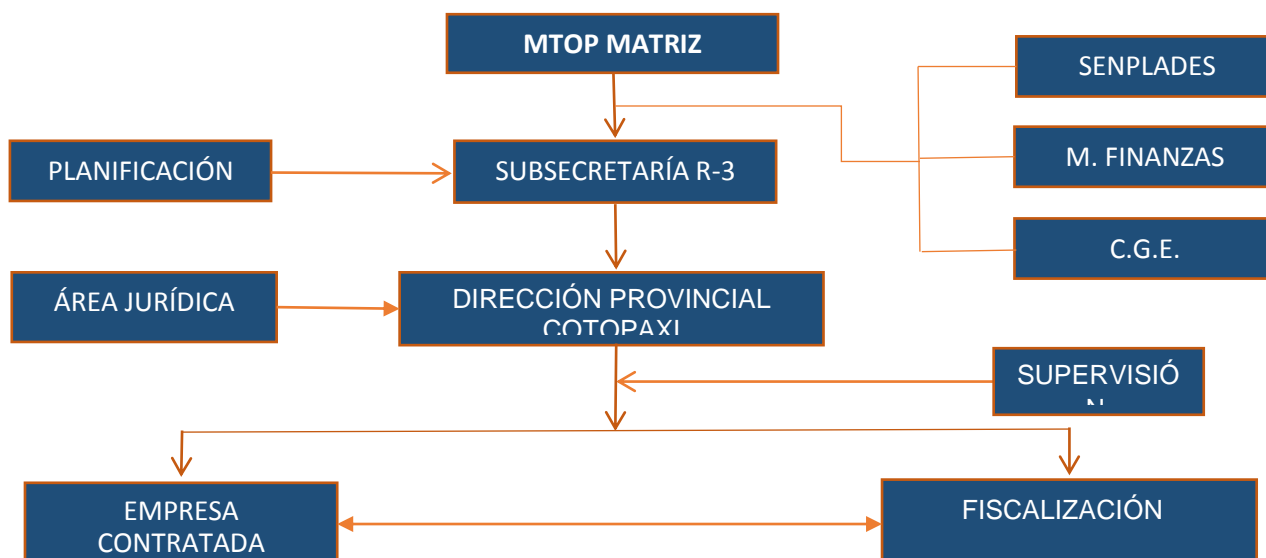 MTOP MATRIZ
SENPLADES
PLANIFICACIÓN
SUBSECRETARÍA R-3
M. FINANZAS
C.G.E.
ÁREA JURÍDICA
DIRECCIÓN PROVINCIAL
COTOPAXI
SUPERVISIÓ
N
EMPRESA
CONTRATADA
FISCALIZACIÓN